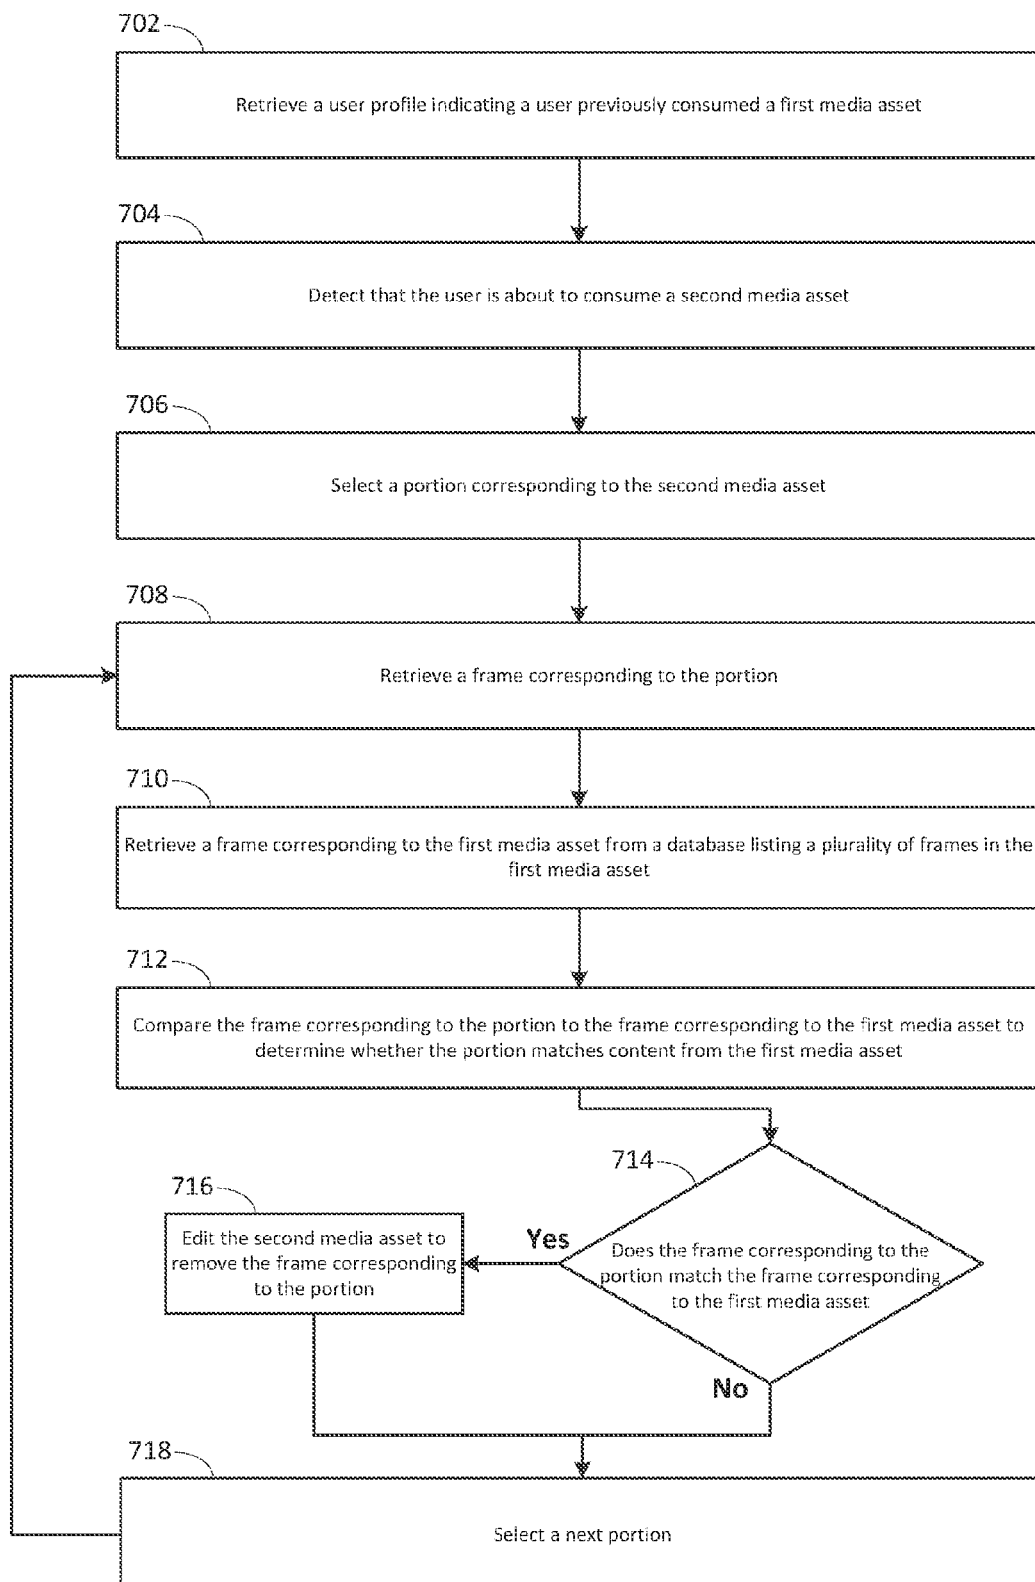 702
Retrieve a user profile indicating a user previously consumed a first media asset
704
Detect that the user is about to consume a second media asset
706
Select a portion corresponding to the second media asset
708
Retrieve a frame corresponding to the portion
710
Retrieve a frame corresponding to the first media asset from a database listing a plurality of frames in the
first media asset
712
Compare the frame corresponding to the portion to the frame corresponding to the first media asset to
determine whether the portion matches content from the first media asset
714
Does the frame corresponding to the
portion match the frame corresponding
to the first media asset
Yes
716
Edit the second media asset to
remove the frame corresponding
to the portion
No
718
Select a next portion